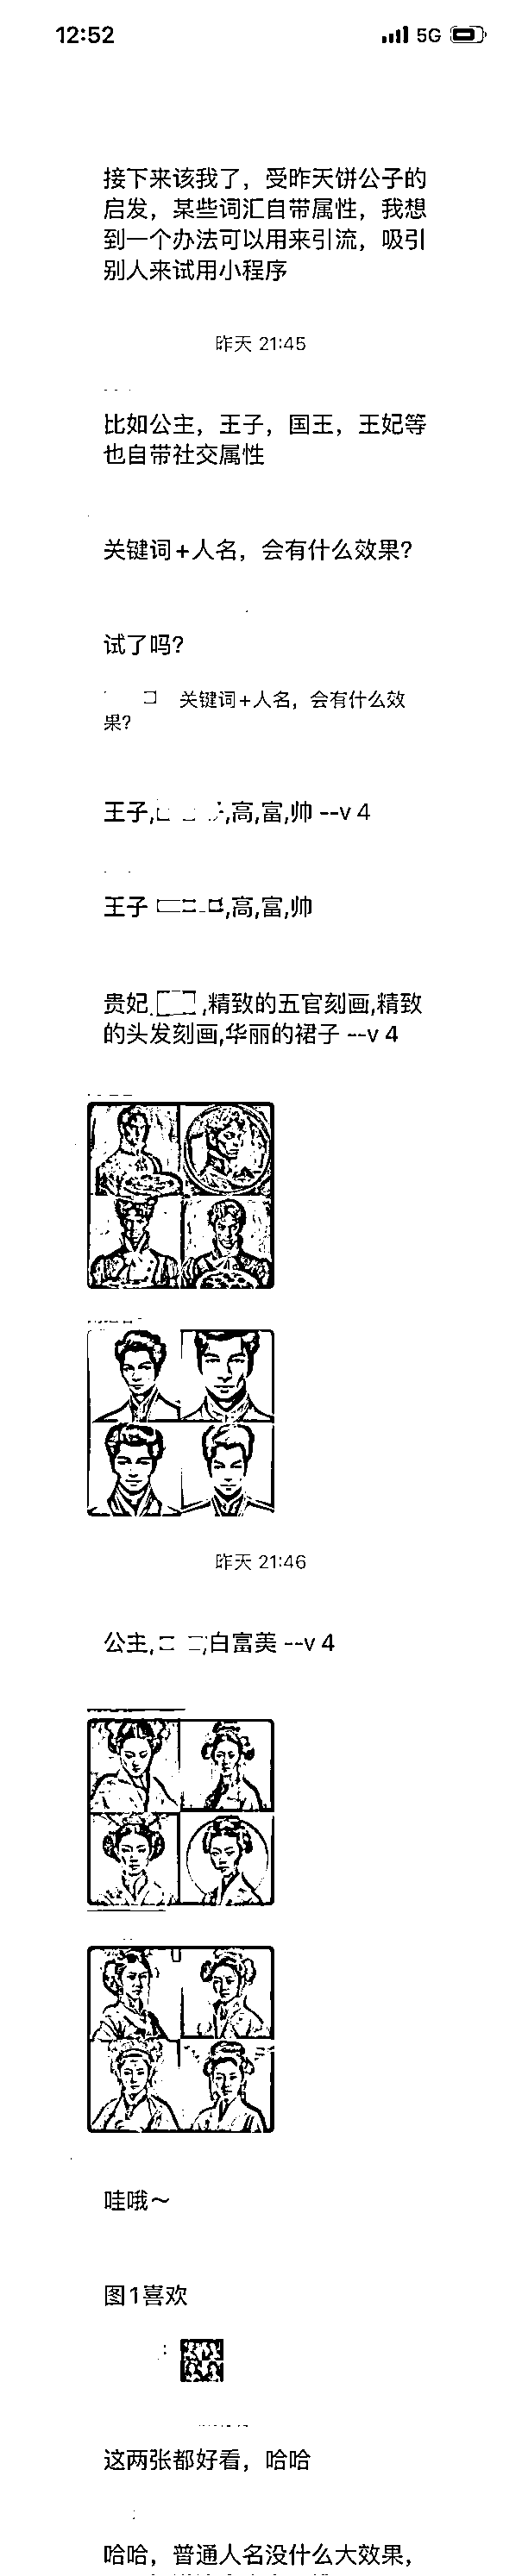 12:52
5G
接下来该我了，受昨天饼公子的
启发，某些词汇自带属性，我想
到一个办法可以用来引流，吸引
别人来试用小程序
昨天 21:45
比如公主，王子，国王，王妃等
也自带社交属性
关键词+人名，会有什么效果?
试了吗?
关键词+人名，会有什么效
果?
王子,
,高,富,帅 --v 4
王子
,高,富,帅
贵妃
,精致的五官刻画,精致
的头发刻画,华丽的裙子 --v 4
昨天 21:46
公主,
白富美 --v 4
哇哦～
图1喜欢
这两张都好看，哈哈
哈哈，普通人名没什么大效果，